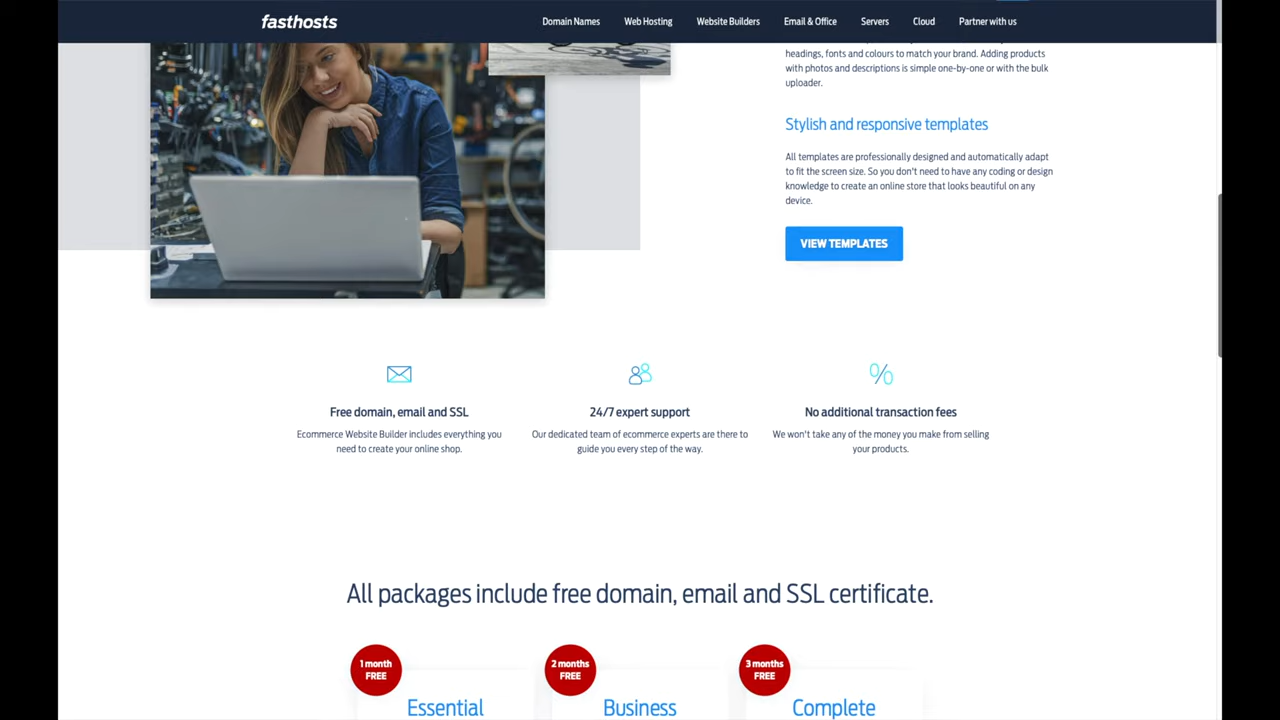 fasthosts
Domain Names
Web Hosting
Website Builders
Email & Office
Servers
Cloud
Partner with us
headings, fonts and colours to match your brand. Adding products
with photos and descriptions is simple one-by-one or with the bulk
uploader.
Stylish and responsive templates
All templates are professionally designed and automatically adapt
to fit the screen size. So you don't need to have any coding or design
knowledge to create an online store that looks beautiful on any
device.
VIEW TEMPLATES
Free domain, email and SSL
Ecommerce Website Builder includes everything you
need to create your online shop.
24/7 expert support
Our dedicated team of ecommerce experts are there to
guide you every step of the way.
%
No additional transaction fees
We won't take any of the money you make from selling
your products.
All packages include free domain, email and SSL certificate.
1 month
FREE
Essential
2 months
FREE
Business
3 months
FREE
Complete